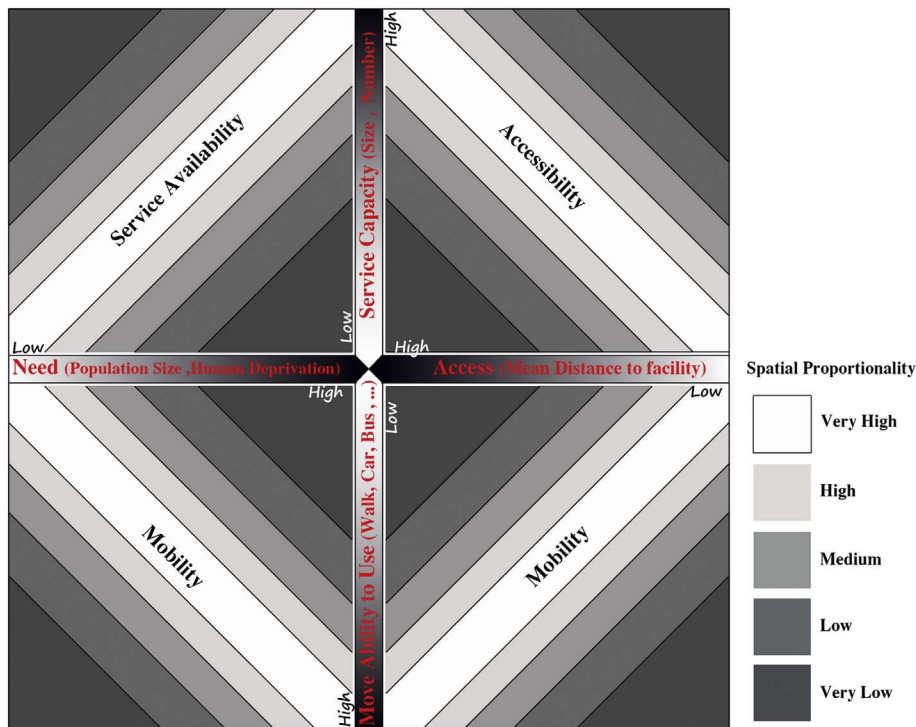 High
Service Capacity (Size , Number)
Service Availability
Accessibility
Low
Low
High
Need (Population Size ,Human Deprivation)
Access (Mean Distance to facility)
High
Low
Low
Move Ability to Use (Walk, Car, Bus , ...)
Mobility
Mobility
High
Spatial Proportionality
Very High
High
Medium
Low
Very Low